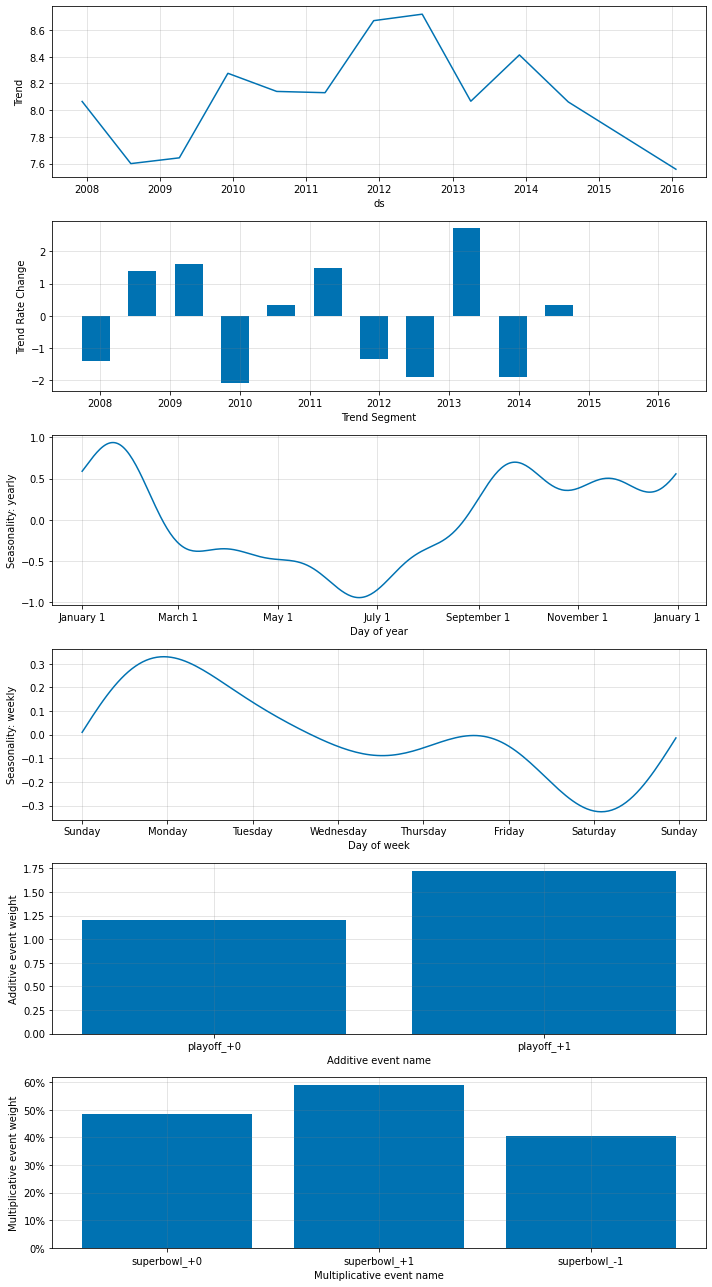 8.6
8.4
8.2
8.0
7.8
7.6
Trend
2008 2009 2010 2011 2012 2013 2014 2015 2016
ds
2
1
0
−1
−2
Trend Rate Change
2008 2009 2010 2011 2012 2013 2014 2015 2016
Trend Segment
1.0
0.5
0.0
−0.5
−1.0
Seasonality: yearly
January 1 March 1 May 1 July 1 September 1 November 1 January 1
Day of year
0.3
0.2
0.1
0.0
−0.1
−0.2
−0.3
Seasonality: weekly
Sunday Monday Tuesday Wednesday Thursday Friday Saturday Sunday
Day of week
1.75
1.50
1.25
1.00
0.75
0.50
0.25
0.00
Additive event weight
playoff_+0 playoff_+1
Additive event name
60%
50%
40%
30%
20%
10%
0%
Multiplicative event weight
superbowl_+0 superbowl_+1 superbowl_-1
Multiplicative event name